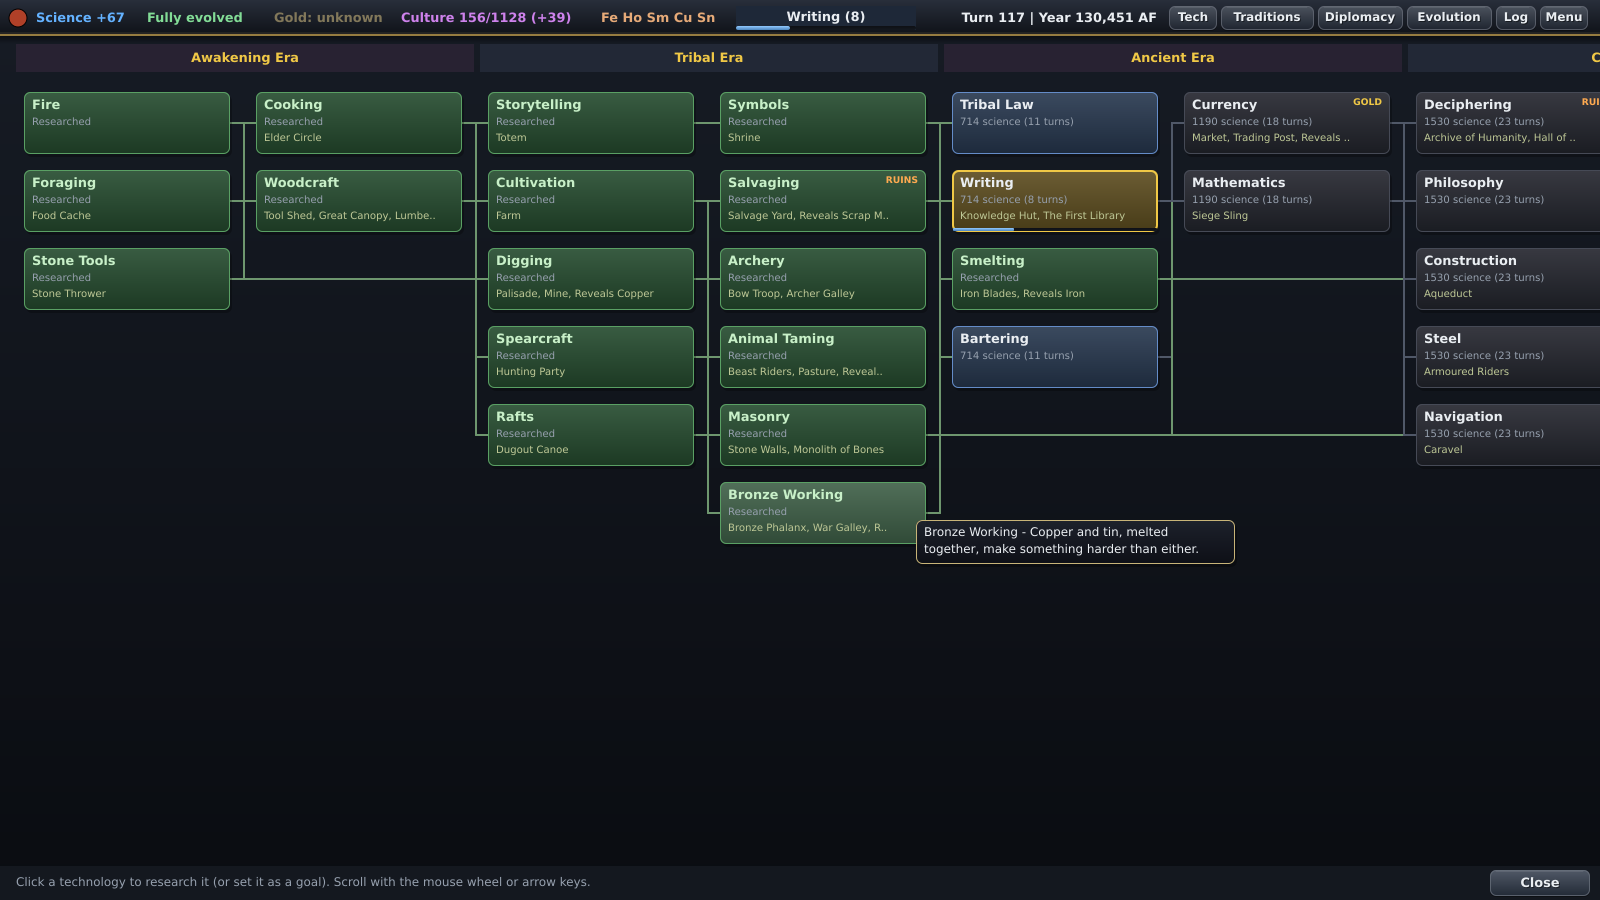 Science +67 Fully evolved Gold: unknown Culture 156/1128 (+39) Fe Ho Sm Cu Sn Writing (8) Turn 117 | Year 130,451 AF Tech Traditions Diplomacy Evolution Log Menu
Awakening Era Tribal Era Ancient Era C
Fire
Researched
Cooking
Researched
Elder Circle
Storytelling
Researched
Totem
Symbols
Researched
Shrine
Tribal Law
714 science (11 turns)
Currency GOLD
1190 science (18 turns)
Market, Trading Post, Reveals ..
Deciphering RUI
1530 science (23 turns)
Archive of Humanity, Hall of ..
Foraging
Researched
Food Cache
Woodcraft
Researched
Tool Shed, Great Canopy, Lumbe..
Cultivation
Researched
Farm
Salvaging RUINS
Researched
Salvage Yard, Reveals Scrap M..
Writing
714 science (8 turns)
Knowledge Hut, The First Library
Mathematics
1190 science (18 turns)
Siege Sling
Philosophy
1530 science (23 turns)
Stone Tools
Researched
Stone Thrower
Digging
Researched
Palisade, Mine, Reveals Copper
Archery
Researched
Bow Troop, Archer Galley
Smelting
Researched
Iron Blades, Reveals Iron
Construction
1530 science (23 turns)
Aqueduct
Spearcraft
Researched
Hunting Party
Animal Taming
Researched
Beast Riders, Pasture, Reveal..
Bartering
714 science (11 turns)
Steel
1530 science (23 turns)
Armoured Riders
Rafts
Researched
Dugout Canoe
Masonry
Researched
Stone Walls, Monolith of Bones
Navigation
1530 science (23 turns)
Caravel
Bronze Working
Researched
Bronze Phalanx, War Galley, R..
Bronze Working - Copper and tin, melted
together, make something harder than either.
Click a technology to research it (or set it as a goal). Scroll with the mouse wheel or arrow keys.
Close